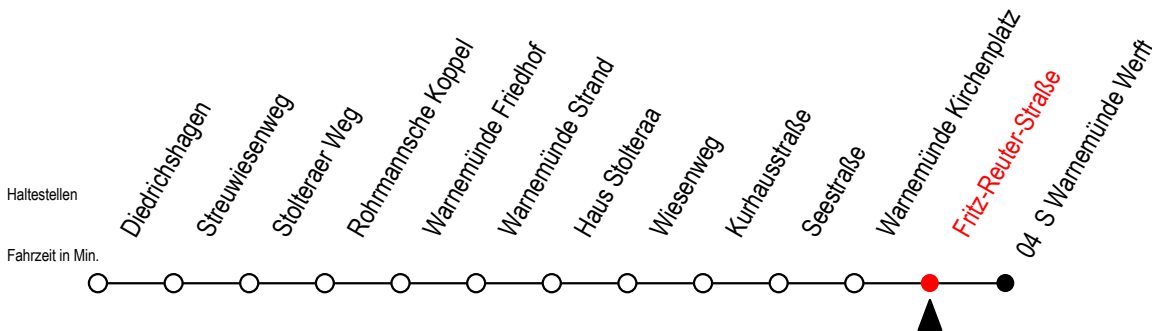 Haltestellen
Diedrichshagen
Streuwiesenweg
Stolteraer Weg
Rohrmannsche Koppel
Warnemünde Friedhof
Warnemünde Strand
Haus Stolteraa
Wiesenweg
Kurhausstraße
Seestraße
Warnemünde Kirchenplatz
Fritz-Reuter-Straße
04 S Warnemünde Werft
Fahrzeit in Min.